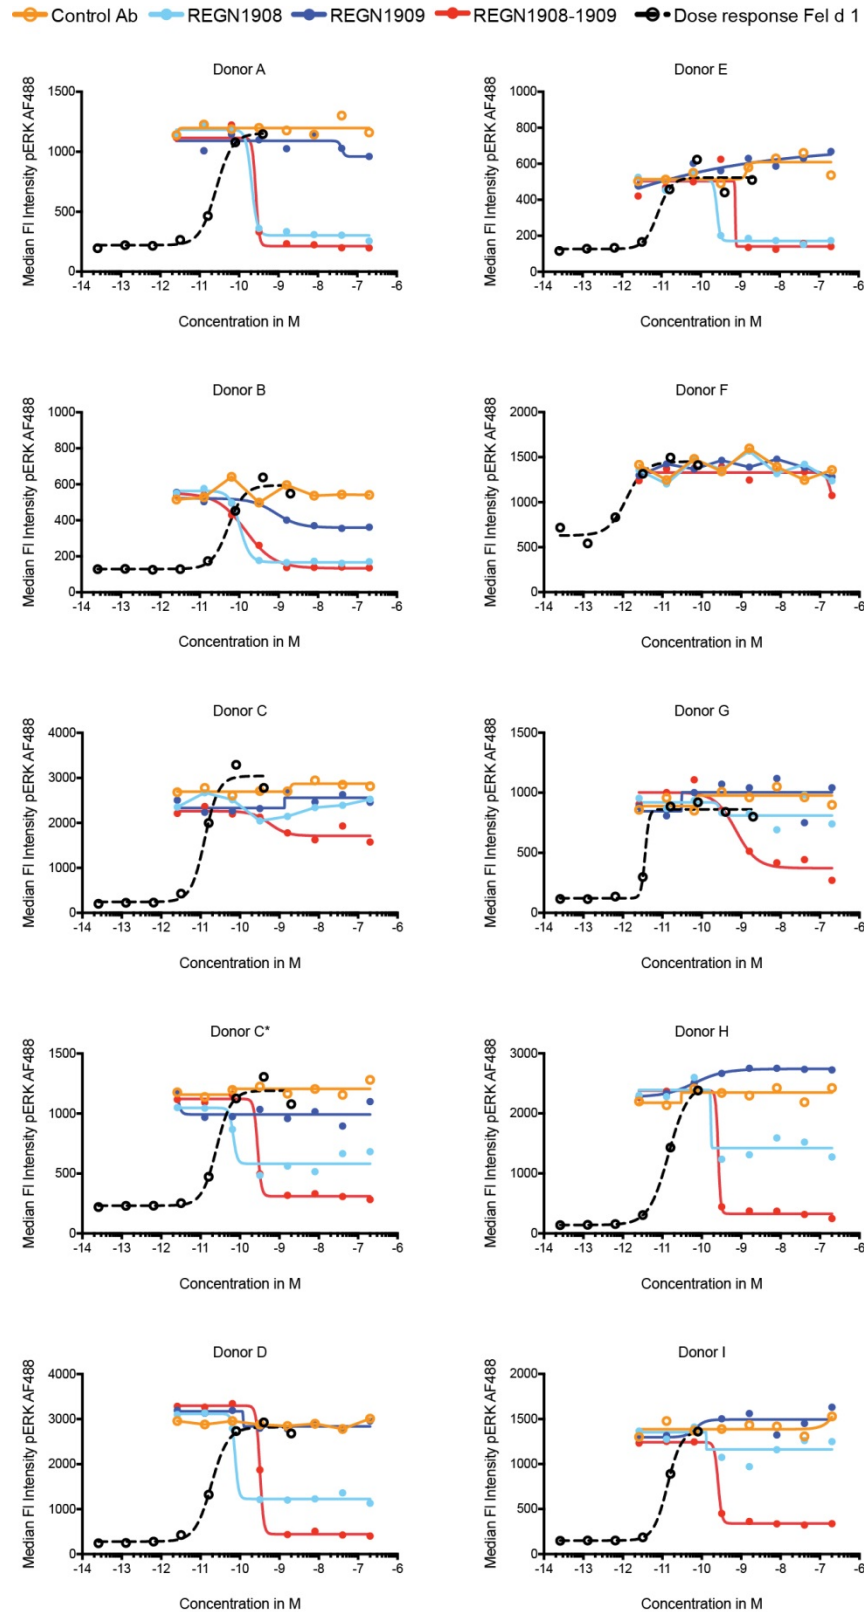 Control Ab REGN1908 REGN1909 REGN1908-1909 Dose response Fel d 1
Donor A
Median FI Intensity pERK AF488
1500
1000
500
0
-14 -13 -12 -11 -10 -9 -8 -7 -6
Concentration in M
Donor E
Median FI Intensity pERK AF488
1000
800
600
400
200
0
-14 -13 -12 -11 -10 -9 -8 -7 -6
Concentration in M
Donor B
Median FI Intensity pERK AF488
1000
800
600
400
200
0
-14 -13 -12 -11 -10 -9 -8 -7 -6
Concentration in M
Donor F
Median FI Intensity pERK AF488
2000
1500
1000
500
0
-14 -13 -12 -11 -10 -9 -8 -7 -6
Concentration in M
Donor C
Median FI Intensity pERK AF488
4000
3000
2000
1000
0
-14 -13 -12 -11 -10 -9 -8 -7 -6
Concentration in M
Donor G
Median FI Intensity pERK AF488
1500
1000
500
0
-14 -13 -12 -11 -10 -9 -8 -7 -6
Concentration in M
Donor C*
Median FI Intensity pERK AF488
1500
1000
500
0
-14 -13 -12 -11 -10 -9 -8 -7 -6
Concentration in M
Donor H
Median FI Intensity pERK AF488
3000
2000
1000
0
-14 -13 -12 -11 -10 -9 -8 -7 -6
Concentration in M
Donor D
Median FI Intensity pERK AF488
4000
3000
2000
1000
0
-14 -13 -12 -11 -10 -9 -8 -7 -6
Concentration in M
Donor I
Median FI Intensity pERK AF488
2000
1500
1000
500
0
-14 -13 -12 -11 -10 -9 -8 -7 -6
Concentration in M